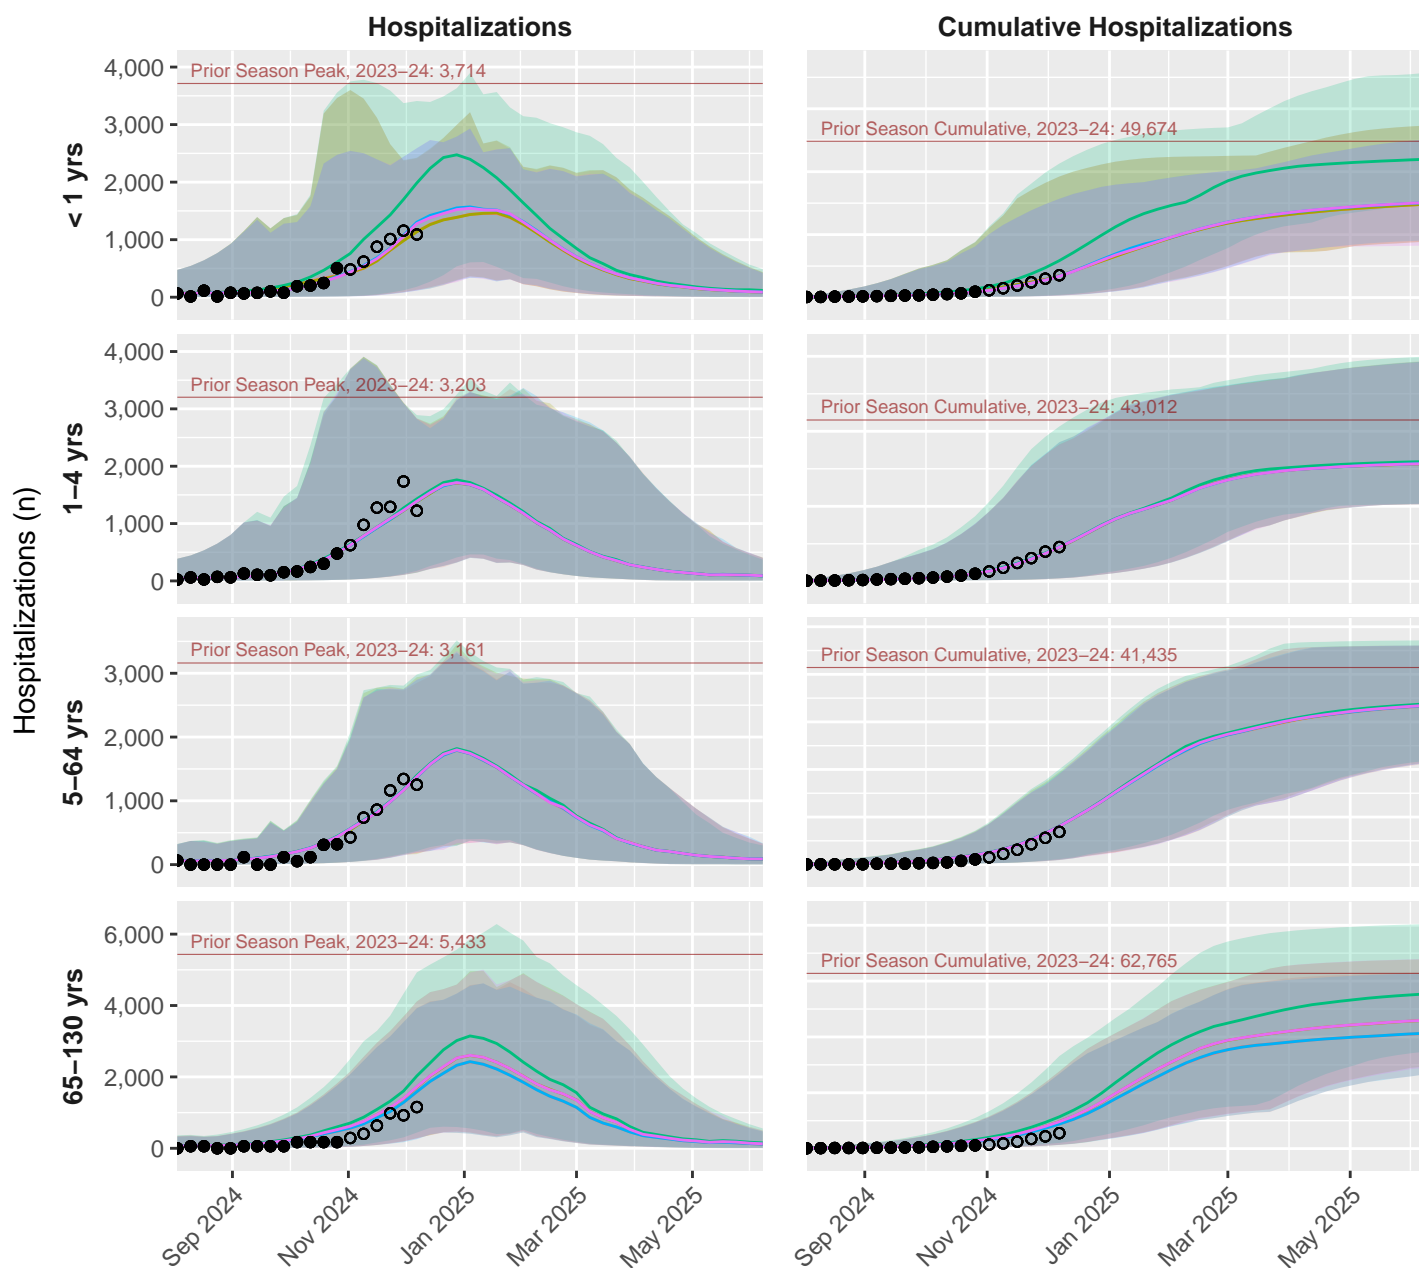 Hospitalizations
Cumulative Hospitalizations
Hospitalizations (n)
< 1 yrs
4,000
3,000
2,000
1,000
0
Prior Season Peak, 2023–24: 3,714
Prior Season Cumulative, 2023–24: 49,674
1–4 yrs
4,000
3,000
2,000
1,000
0
Prior Season Peak, 2023–24: 3,203
Prior Season Cumulative, 2023–24: 43,012
5–64 yrs
3,000
2,000
1,000
0
Prior Season Peak, 2023–24: 3,161
Prior Season Cumulative, 2023–24: 41,435
65–130 yrs
6,000
4,000
2,000
0
Prior Season Peak, 2023–24: 5,433
Prior Season Cumulative, 2023–24: 62,765
Sep 2024
Nov 2024
Jan 2025
Mar 2025
May 2025
Sep 2024
Nov 2024
Jan 2025
Mar 2025
May 2025